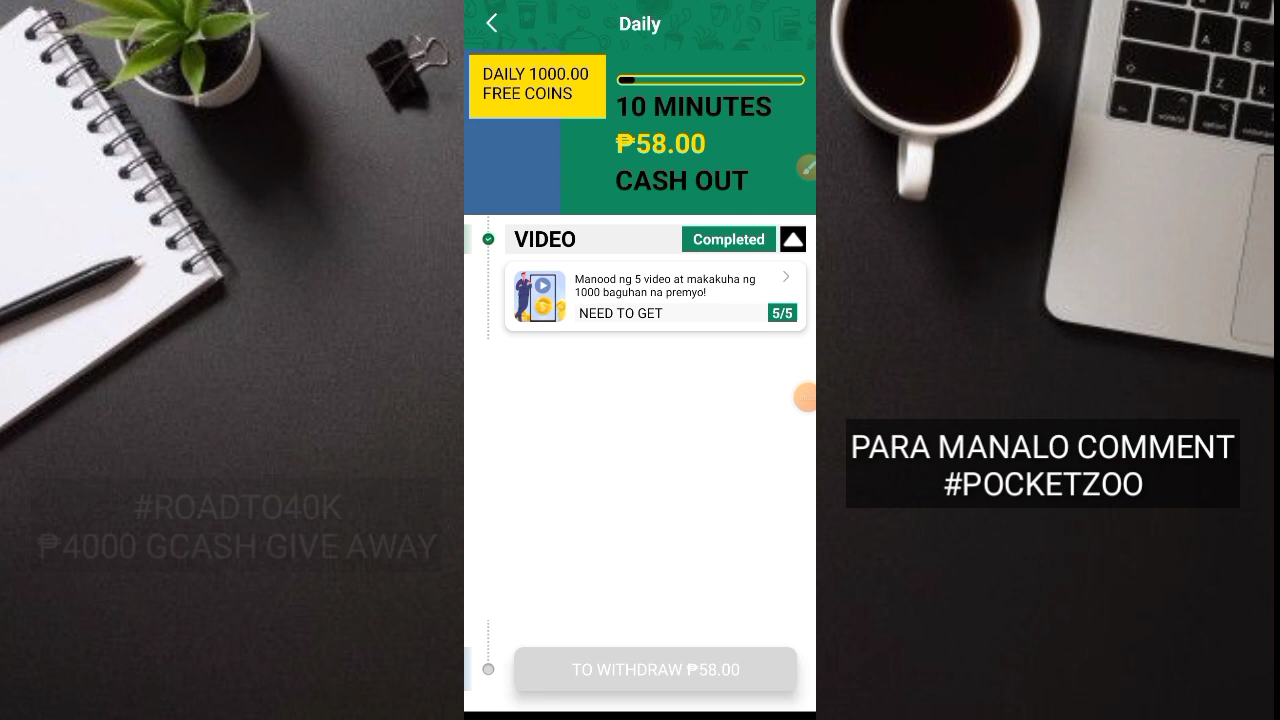 Daily
DAILY 1000.00
FREE COINS
10 MINUTES
₱58.00
CASH OUT
VIDEO
Completed
Manood ng 5 video at makakuha ng
1000 baguhan na premyo!
NEED TO GET
5/5
TO WITHDRAW ₱58.00
#ROADTO40K
₱4000 GCASH GIVE AWAY
PARA MANALO COMMENT
#POCKETZOO